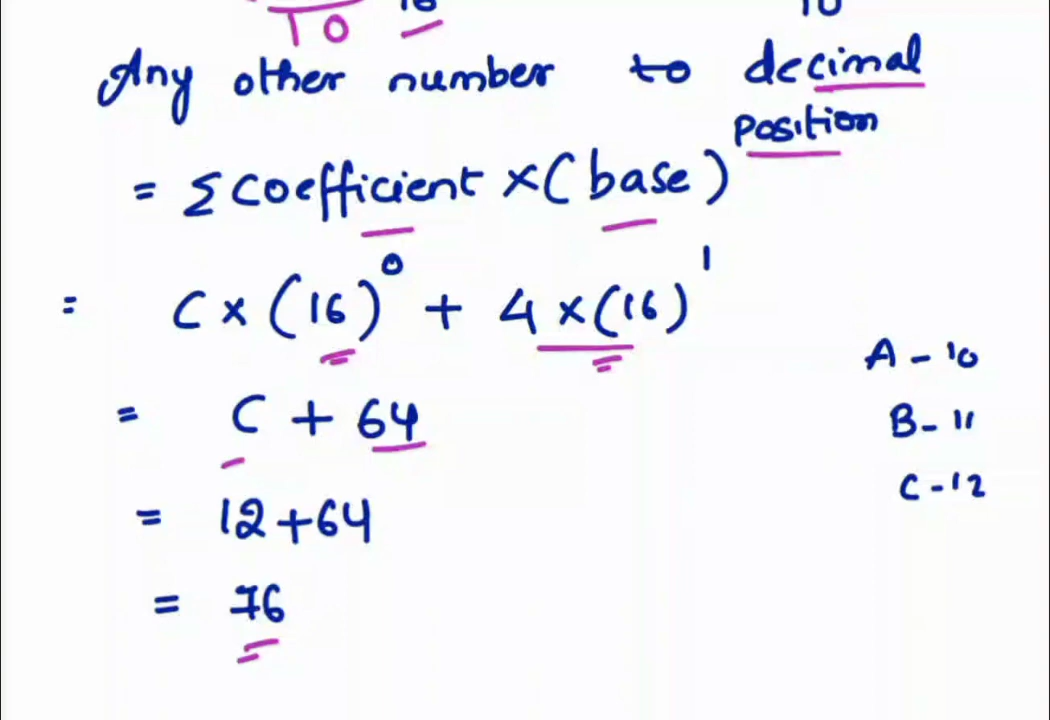 10
Any other number to decimal
position
= Σ coefficient × (base)
0 1
= C × (16) + 4 × (16)
A - 10
= C + 64
B - 11
C - 12
= 12 + 64
= 76